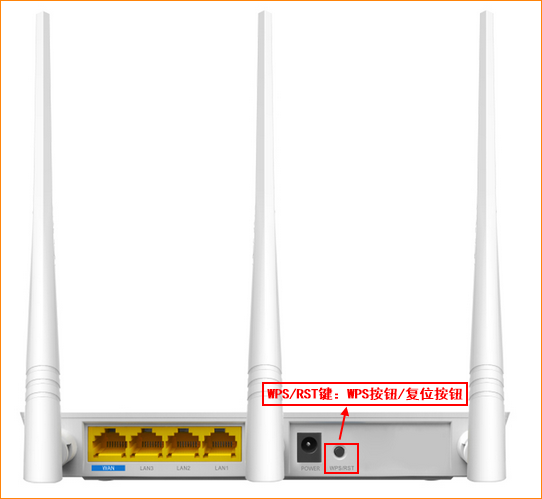 WPS/RST键：WPS按钮/复位按钮
WAN LAN3 LAN2 LAN1 POWER WPS/RST